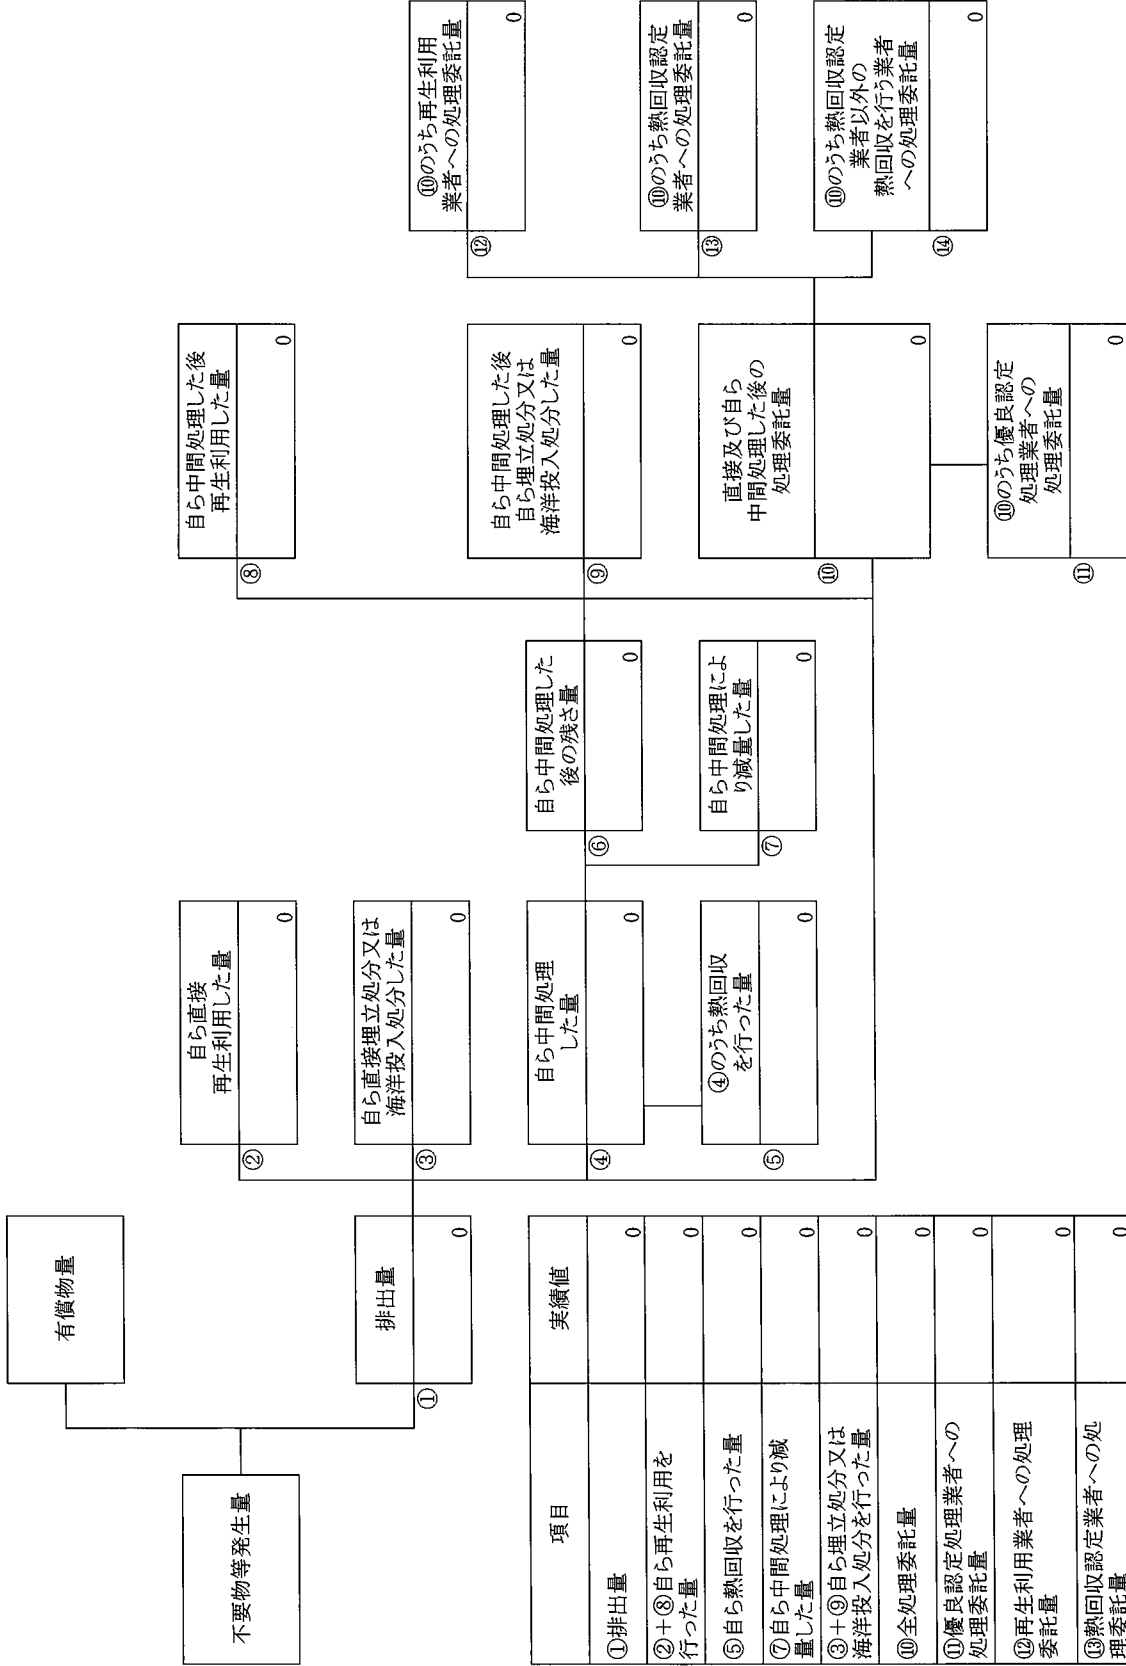 不要物等発生量
有償物量
排出量
①
0
自ら直接
再生利用した量
②
0
自ら直接埋立処分又は
海洋投入処分した量
③
0
自ら中間処理
した量
④
0
④のうち熱回収
を行った量
⑤
0
自ら中間処理した
後の残さ量
⑥
0
自ら中間処理によ
り減量した量
⑦
0
自ら中間処理した後
再生利用した量
⑧
0
自ら中間処理した後
自ら埋立処分又は
海洋投入処分した量
⑨
0
直接及び自ら
中間処理した後の
処理委託量
⑩
0
⑩のうち優良認定
処理業者への
処理委託量
⑪
0
⑩のうち再生利用
業者への処理委託量
⑫
0
⑩のうち熱回収認定
業者への処理委託量
⑬
0
⑩のうち熱回収認定
業者以外の
熱回収を行う業者
への処理委託量
⑭
0
項目 実績値
①排出量 0
②+⑧自ら再生利用を
行った量 0
⑤自ら熱回収を行った量 0
⑦自ら中間処理により減
量した量 0
③+⑨自ら埋立処分又は
海洋投入処分を行った量 0
⑩全処理委託量 0
⑪優良認定処理業者への
処理委託量 0
⑫再生利用業者への処理
委託量 0
⑬熱回収認定業者への処
理委託量 0